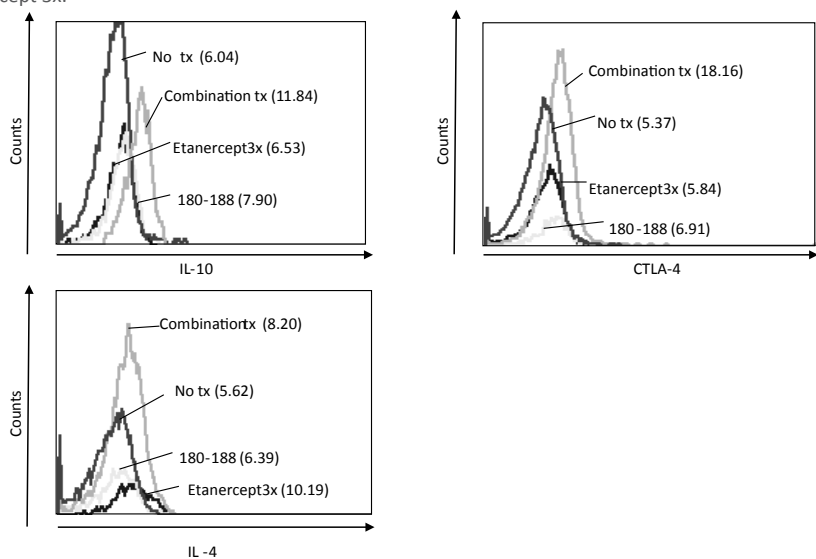 cept 3x.
No tx (6.04)
Combination tx (11.84)
Etanercept3x (6.53)
180-188 (7.90)
Counts
IL-10
Combination tx (18.16)
No tx (5.37)
Etanercept3x (5.84)
180-188 (6.91)
Counts
CTLA-4
Combinationtx (8.20)
No tx (5.62)
180-188 (6.39)
Etanercept3x (10.19)
Counts
IL -4